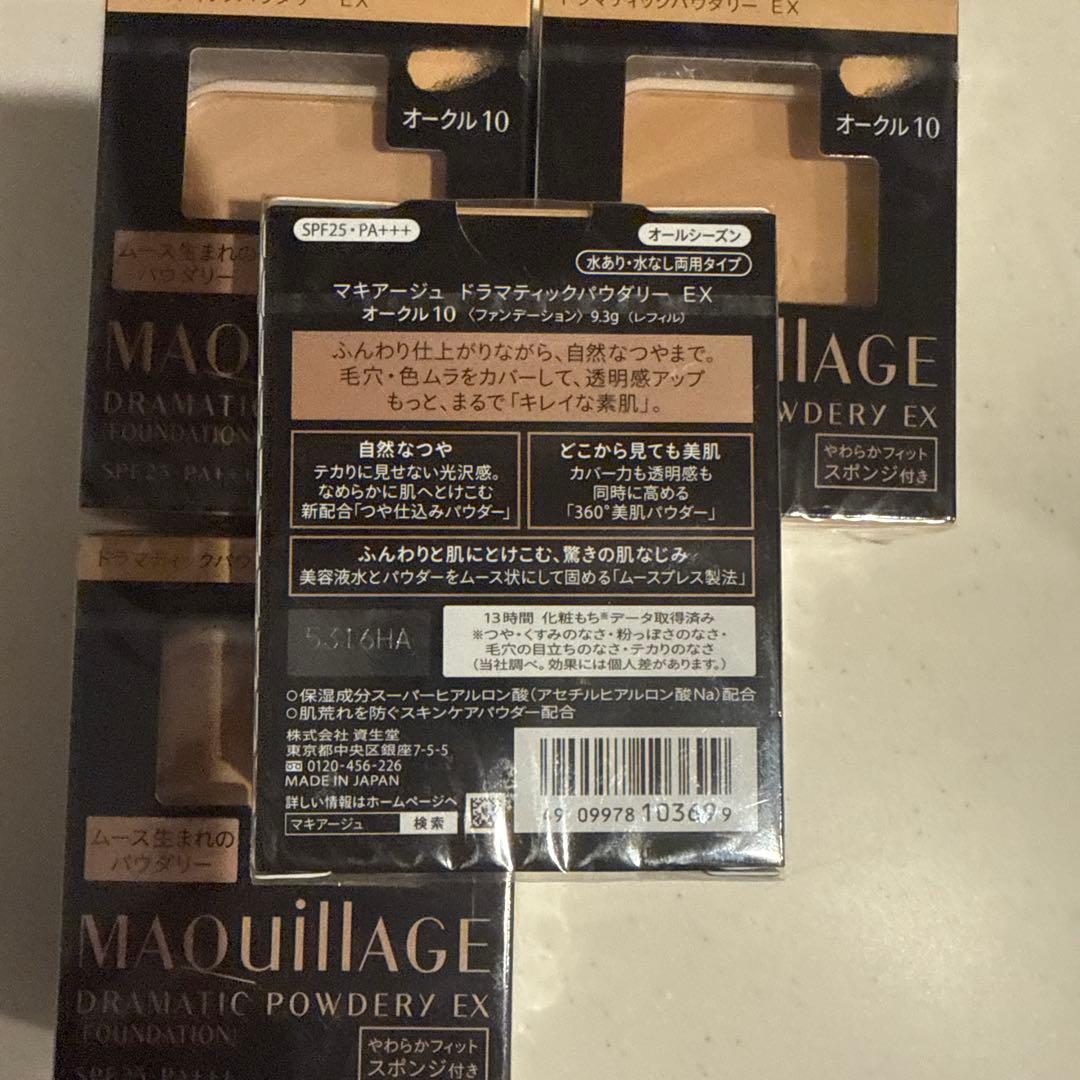 ドラマティックパウダリー EX
オークル10
オークル10
ムース生まれの
パウダリー
MAQ
DRAMATIC
(FOUNDATION)
SPF25 PA+++
illAGE
WDERY EX
やわらかフィット
スポンジ付き
SPF25・PA+++
オールシーズン
水あり・水なし両用タイプ
マキアージュ ドラマティックパウダリー EX
オークル10 〈ファンデーション〉 9.3g (レフィル)
ふんわり仕上がりながら、自然なつやまで。
毛穴・色ムラをカバーして、透明感アップ
もっと、まるで「キレイな素肌」。
自然なつや
テカりに見せない光沢感。
なめらかに肌へとけこむ
新配合「つや仕込みパウダー」
どこから見ても美肌
カバー力も透明感も
同時に高める
「360°美肌パウダー」
ふんわりと肌にとけこむ、驚きの肌なじみ
美容液水とパウダーをムース状にして固める「ムースプレス製法」
5316HA
13時間 化粧もち※データ取得済み
※つや・くすみのなさ・粉っぽさのなさ・
毛穴の目立ちのなさ・テカりのなさ
(当社調べ。効果には個人差があります。)
○保湿成分スーパーヒアルロン酸(アセチルヒアルロン酸Na)配合
○肌荒れを防ぐスキンケアパウダー配合
株式会社 資生堂
東京都中央区銀座7-5-5
0120-456-226
MADE IN JAPAN
詳しい情報はホームページへ
マキアージュ 検索
4909978103699
ドラマティックパウ
ムース生まれの
パウダリー
MAQuillAGE
DRAMATIC POWDERY EX
(FOUNDATION)
SPF25 PA+++
やわらかフィット
スポンジ付き